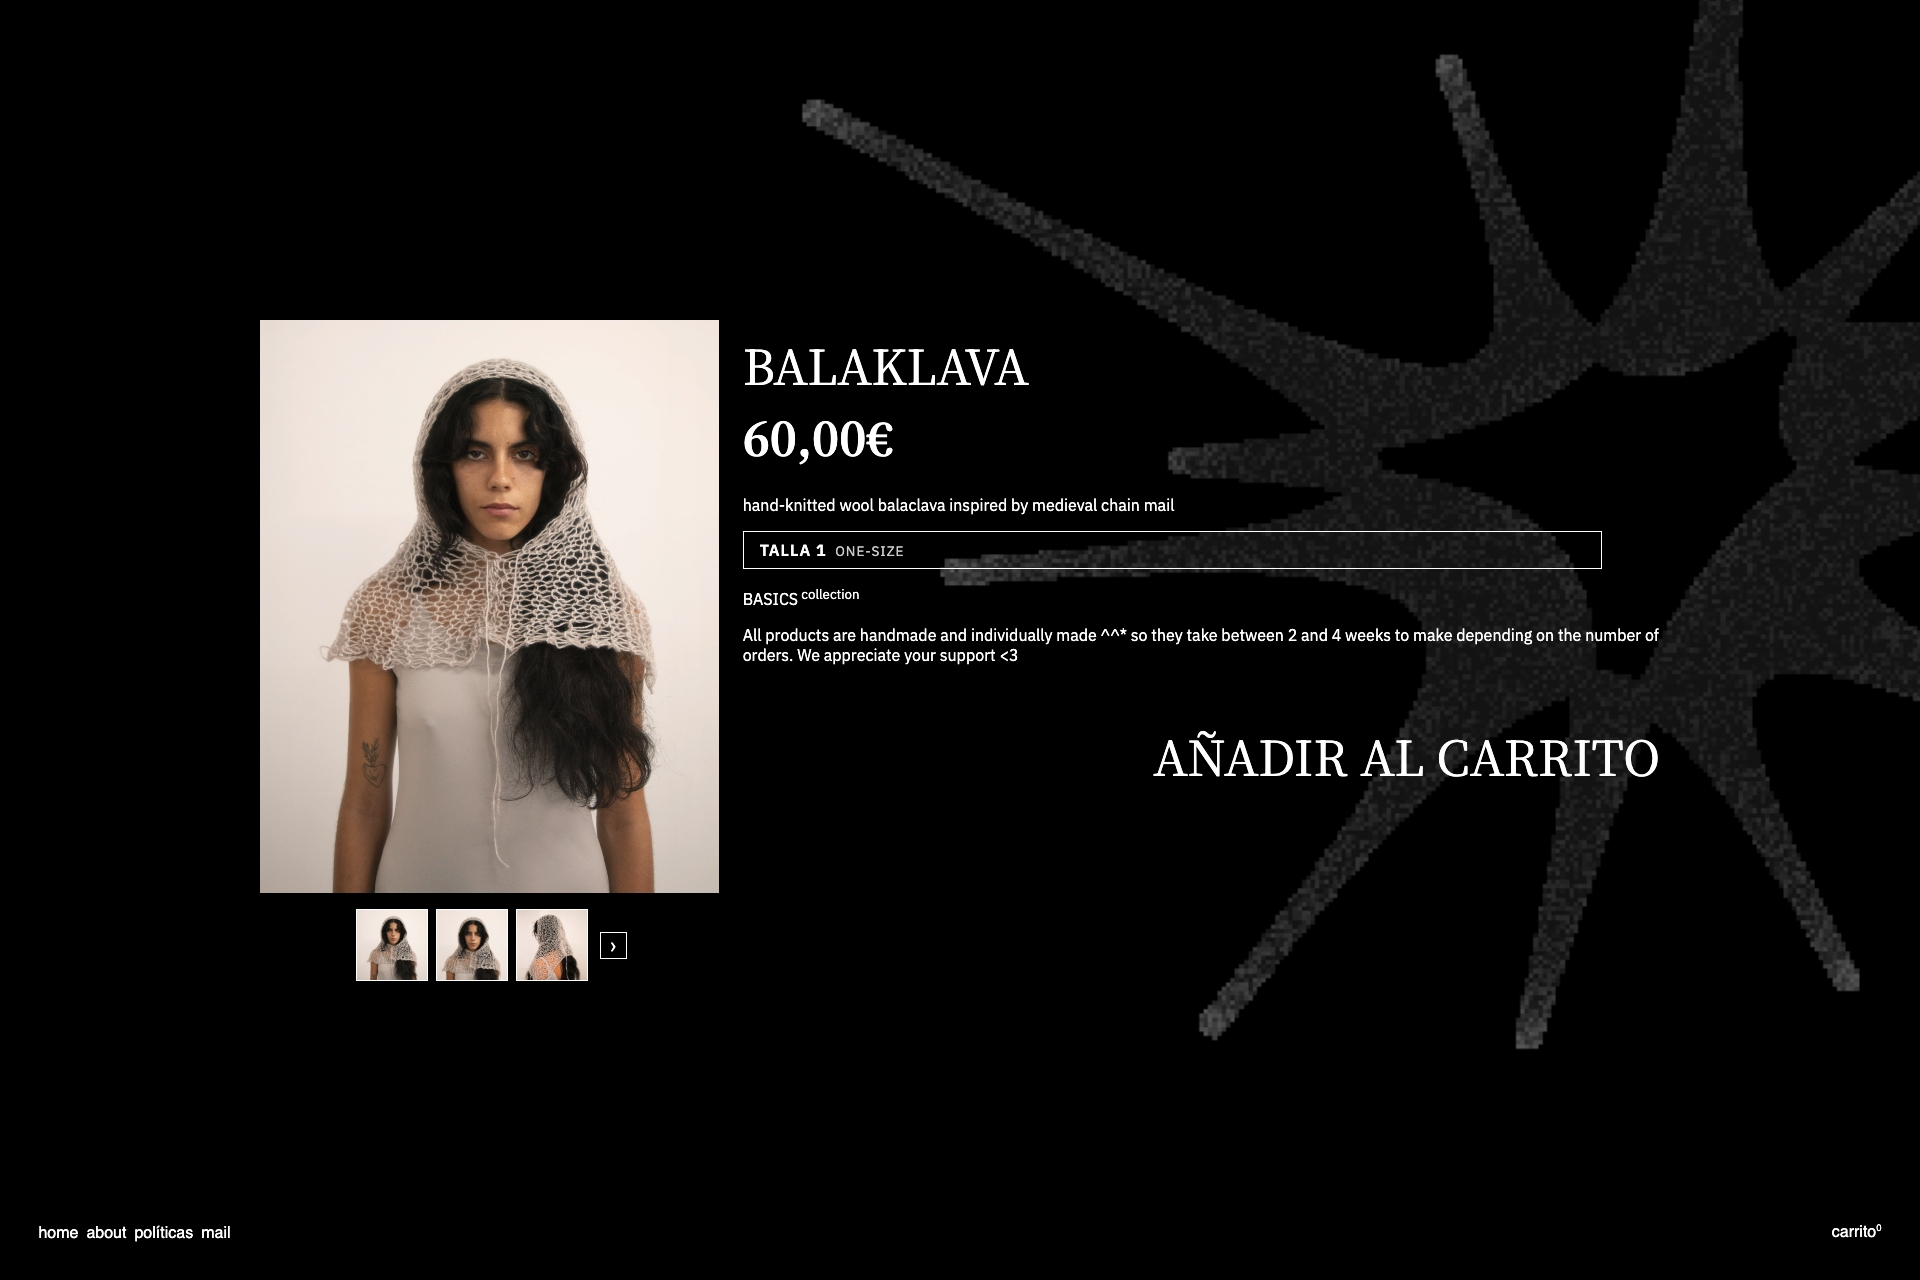 BALAKLAVA
60,00€
hand-knitted wool balaclava inspired by medieval chain mail
TALLA 1 ONE-SIZE
BASICS collection
All products are handmade and individually made ^^* so they take between 2 and 4 weeks to make depending on the number of
orders. We appreciate your support <3
AÑADIR AL CARRITO
›
home about políticas mail
carrito0